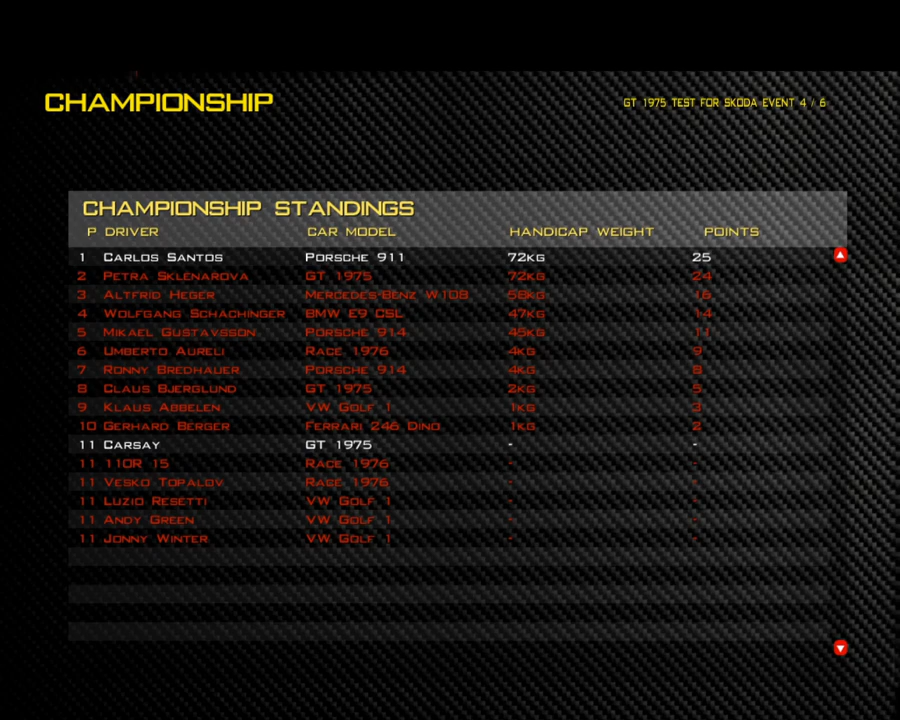 CHAMPIONSHIP
GT 1975 TEST FOR SKODA EVENT 4 / 6
CHAMPIONSHIP STANDINGS
P DRIVER CAR MODEL HANDICAP WEIGHT POINTS
1 CARLOS SANTOS PORSCHE 911 72KG 25
2 PETRA SKLENAROVA GT 1975 72KG 24
3 ALTFRID HEGER MERCEDES-BENZ W108 58KG 16
4 WOLFGANG SCHACHINGER BMW E9 CSL 47KG 14
5 MIKAEL GUSTAVSSON PORSCHE 914 45KG 11
6 UMBERTO AURELI RACE 1976 4KG 9
7 RONNY BREDHAUER PORSCHE 914 4KG 8
8 CLAUS BJERGLUND GT 1975 2KG 5
9 KLAUS ABBELEN VW GOLF 1 1KG 3
10 GERHARD BERGER FERRARI 246 DINO 1KG 2
11 CARSAY GT 1975 - -
11 110R 15 RACE 1976 - -
11 VESKO TOPALOV RACE 1976 - -
11 LUZIO RESETTI VW GOLF 1 - -
11 ANDY GREEN VW GOLF 1 - -
11 JONNY WINTER VW GOLF 1 - -